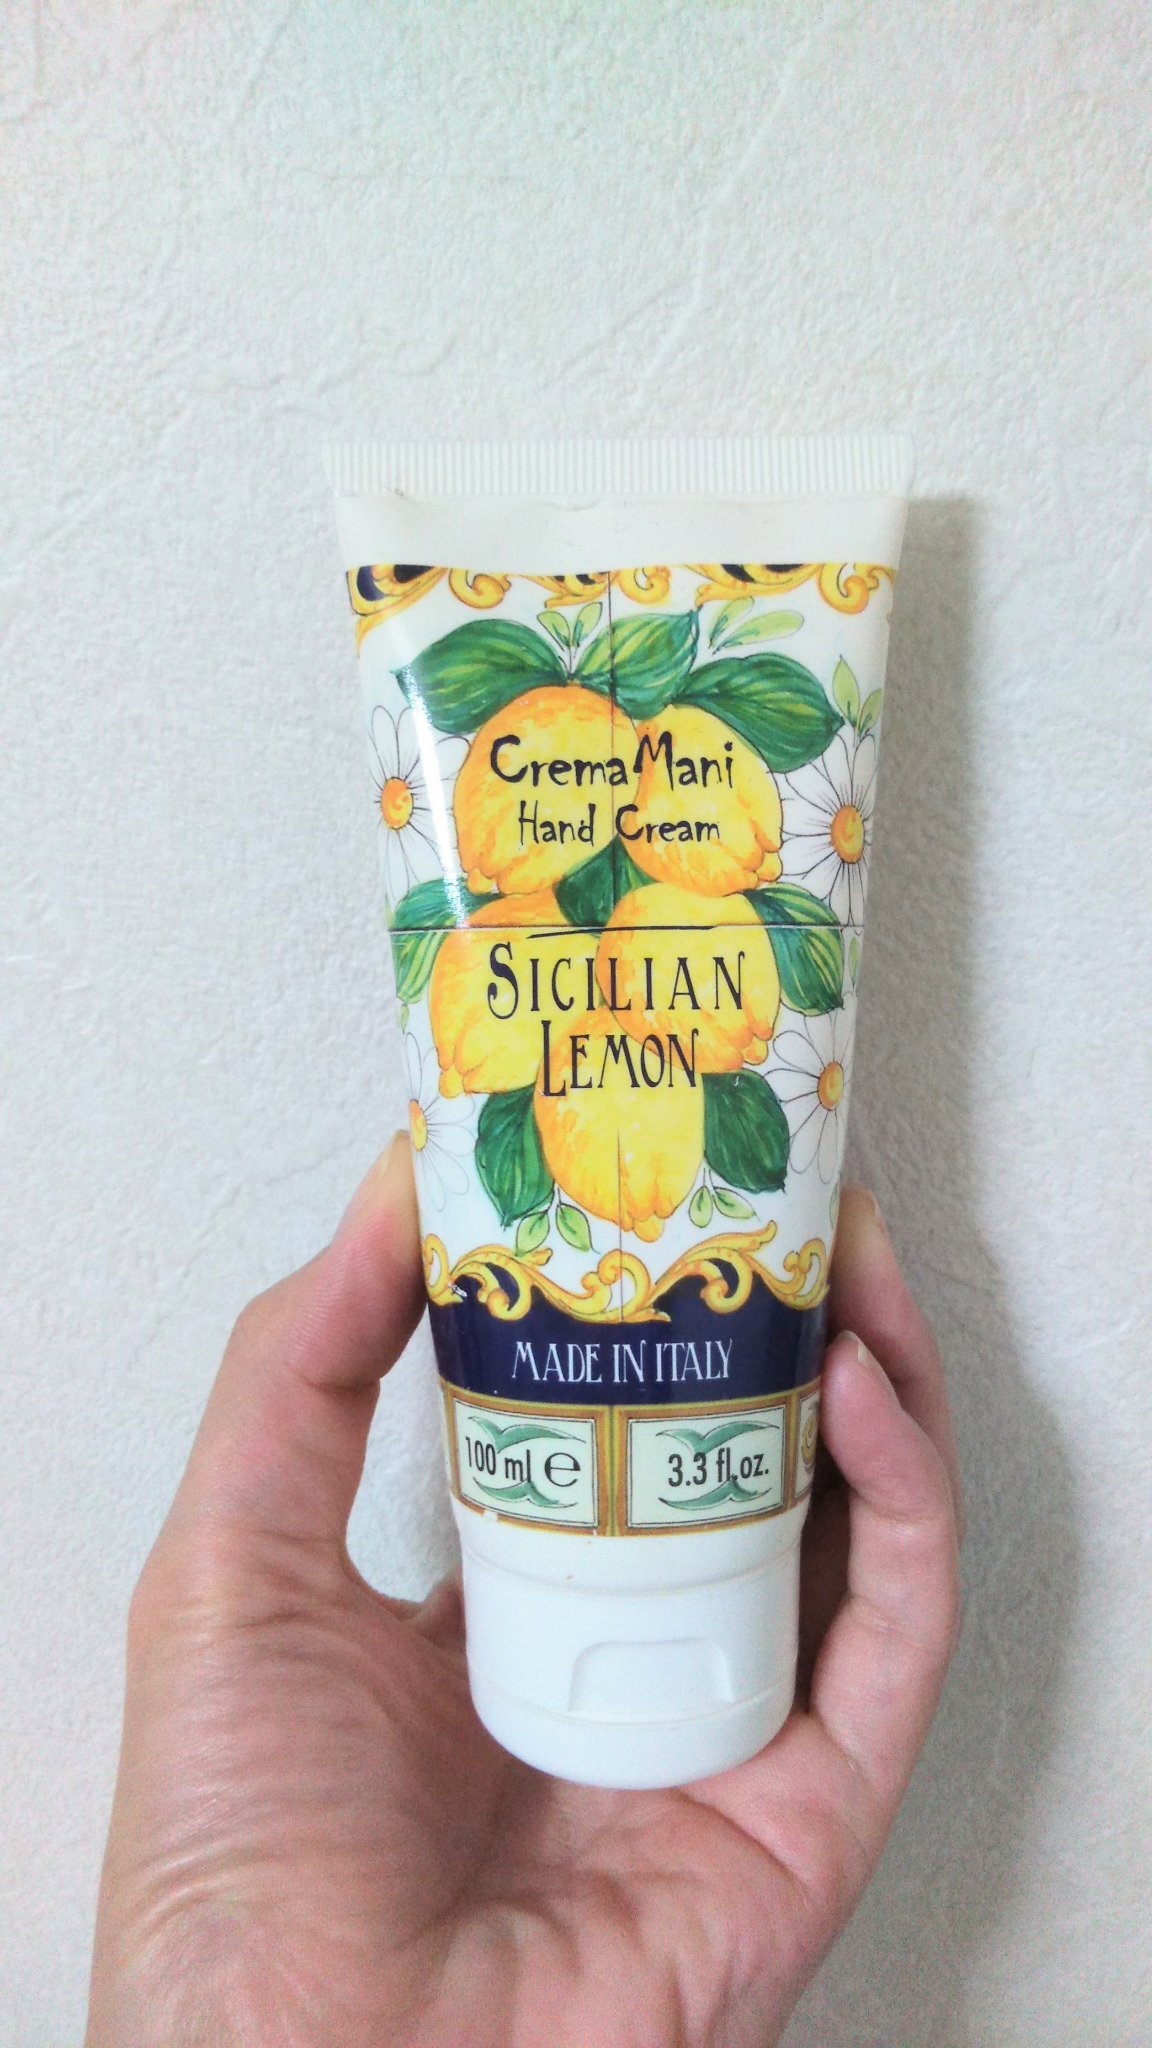 Crema Mani
Hand Cream
SICILIAN
LEMON
MADE IN ITALY
100 ml ℮
3.3 fl.oz.